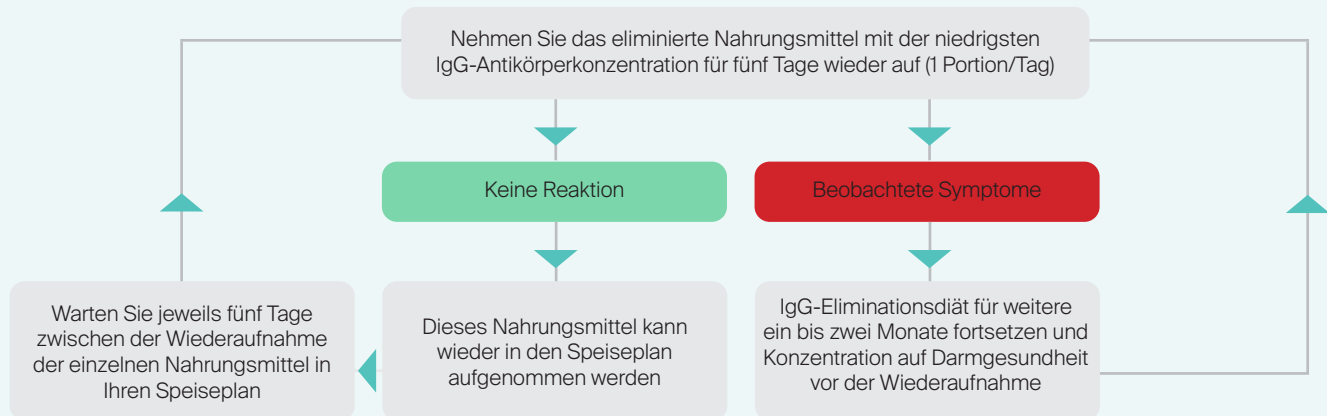 Nehmen Sie das eliminierte Nahrungsmittel mit der niedrigsten
IgG-Antikörperkonzentration für fünf Tage wieder auf (1 Portion/Tag)
Keine Reaktion
Beobachtete Symptome
Warten Sie jeweils fünf Tage
zwischen der Wiederaufnahme
der einzelnen Nahrungsmittel in
Ihren Speiseplan
Dieses Nahrungsmittel kann
wieder in den Speiseplan
aufgenommen werden
IgG-Eliminationsdiät für weitere
ein bis zwei Monate fortsetzen und
Konzentration auf Darmgesundheit
vor der Wiederaufnahme